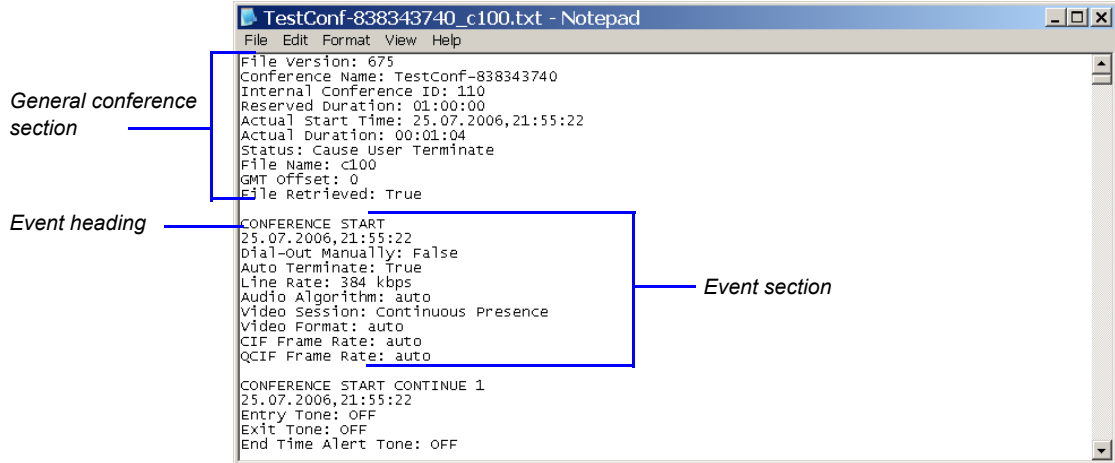 TestConf-838343740_c100.txt - Notepad
File Edit Format View Help
File Version: 675
Conference Name: TestConf-838343740
Internal Conference ID: 110
Reserved Duration: 01:00:00
Actual Start Time: 25.07.2006,21:55:22
Actual Duration: 00:01:04
Status: Cause User Terminate
File Name: c100
GMT Offset: 0
File Retrieved: True
General conference
section
Event heading
CONFERENCE START
25.07.2006,21:55:22
Dial-Out Manually: False
Auto Terminate: True
Line Rate: 384 kbps
Audio Algorithm: auto
Video Session: Continuous Presence
Video Format: auto
CIF Frame Rate: auto
QCIF Frame Rate: auto
Event section
CONFERENCE START CONTINUE 1
25.07.2006,21:55:22
Entry Tone: OFF
Exit Tone: OFF
End Time Alert Tone: OFF